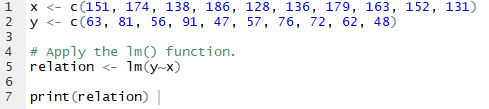 1 x <- c(151, 174, 138, 186, 128, 136, 179, 163, 152, 131)
2 y <- c(63, 81, 56, 91, 47, 57, 76, 72, 62, 48)
3
4 # Apply the lm() function.
5 relation <- lm(y~x)
6
7 print(relation)